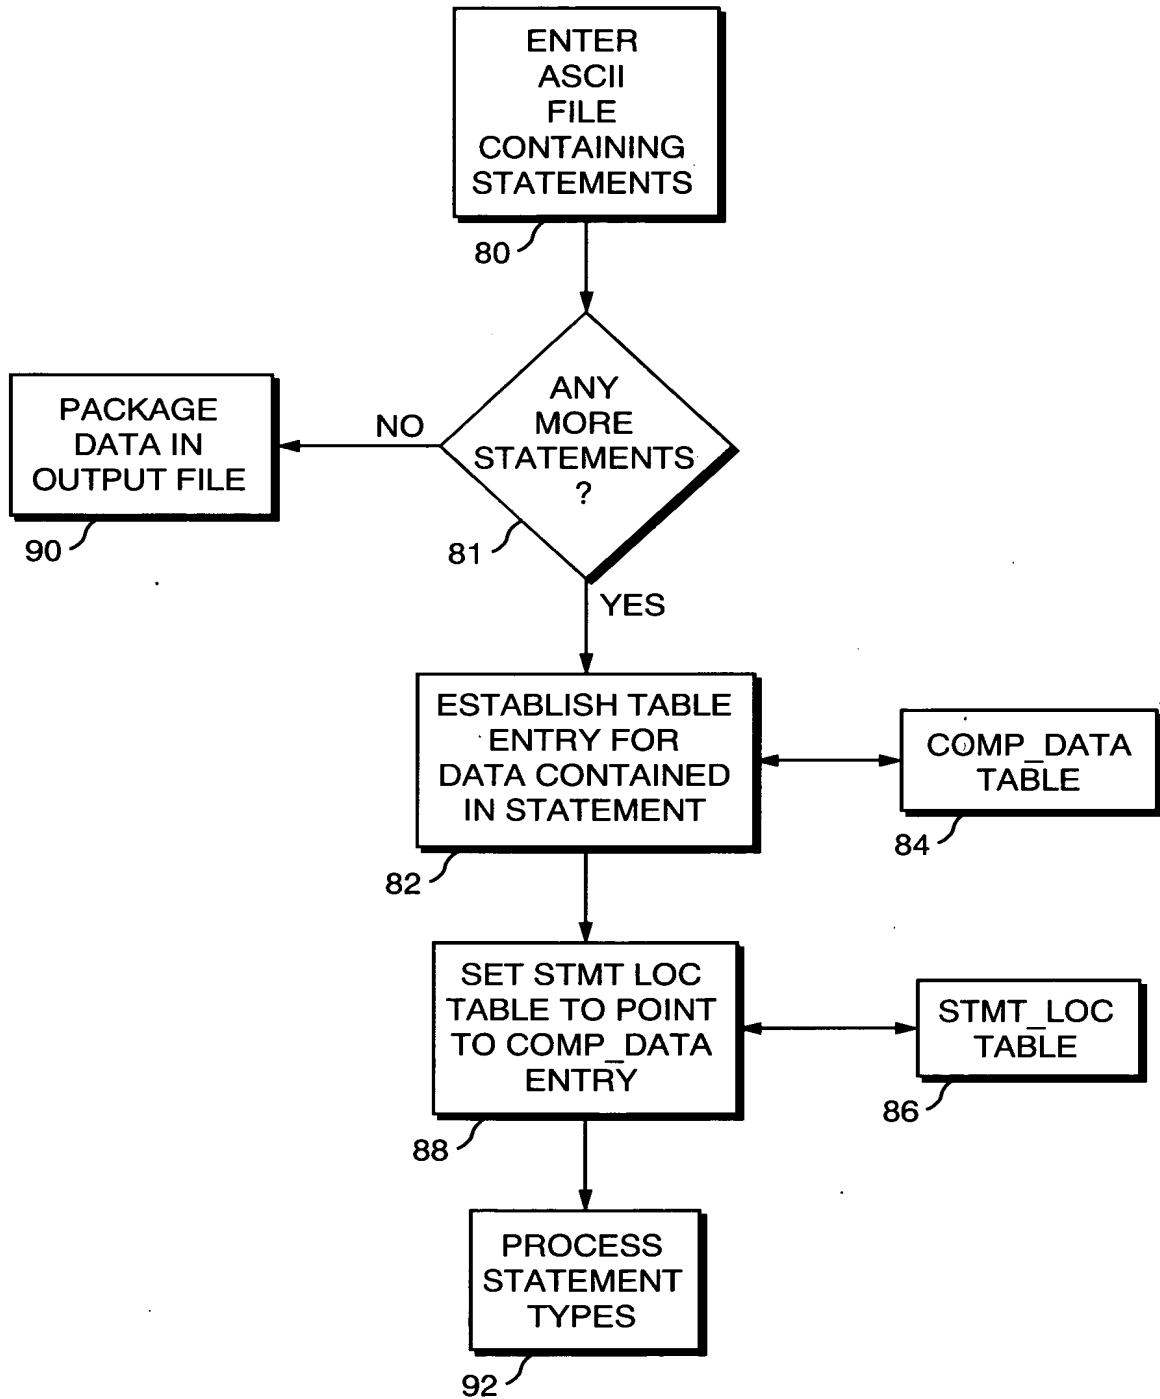 ENTER
ASCII
FILE
CONTAINING
STATEMENTS
80
ANY
MORE
STATEMENTS
?
81
NO
PACKAGE
DATA IN
OUTPUT FILE
90
YES
ESTABLISH TABLE
ENTRY FOR
DATA CONTAINED
IN STATEMENT
82
COMP_DATA
TABLE
84
SET STMT LOC
TABLE TO POINT
TO COMP_DATA
ENTRY
88
STMT_LOC
TABLE
86
PROCESS
STATEMENT
TYPES
92